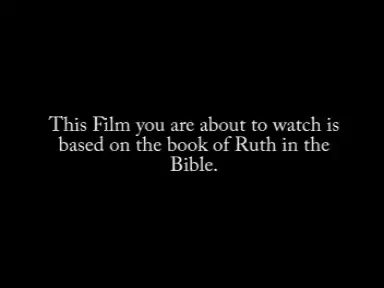 This Film you are about to watch is
based on the book of Ruth in the
Bible.